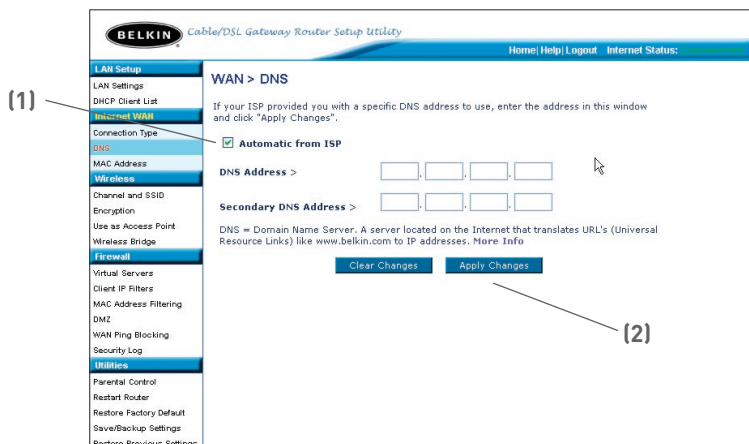 BELKIN
Cable/DSL Gateway Router Setup Utility
Home| Help| Logout Internet Status:
LAN Setup
LAN Settings
DHCP Client List
Internet WAN
Connection Type
DNS
MAC Address
Wireless
Channel and SSID
Encryption
Use as Access Point
Wireless Bridge
Firewall
Virtual Servers
Client IP Filters
MAC Address Filtering
DMZ
WAN Ping Blocking
Security Log
Utilities
Parental Control
Restart Router
Restore Factory Default
Save/Backup Settings
Restore Previous Settings
(1)
WAN > DNS
If your ISP provided you with a specific DNS address to use, enter the address in this window
and click "Apply Changes".
Automatic from ISP
DNS Address >
. . .
Secondary DNS Address >
. . .
DNS = Domain Name Server. A server located on the Internet that translates URL's (Universal
Resource Links) like www.belkin.com to IP addresses. More Info
Clear Changes Apply Changes
(2)